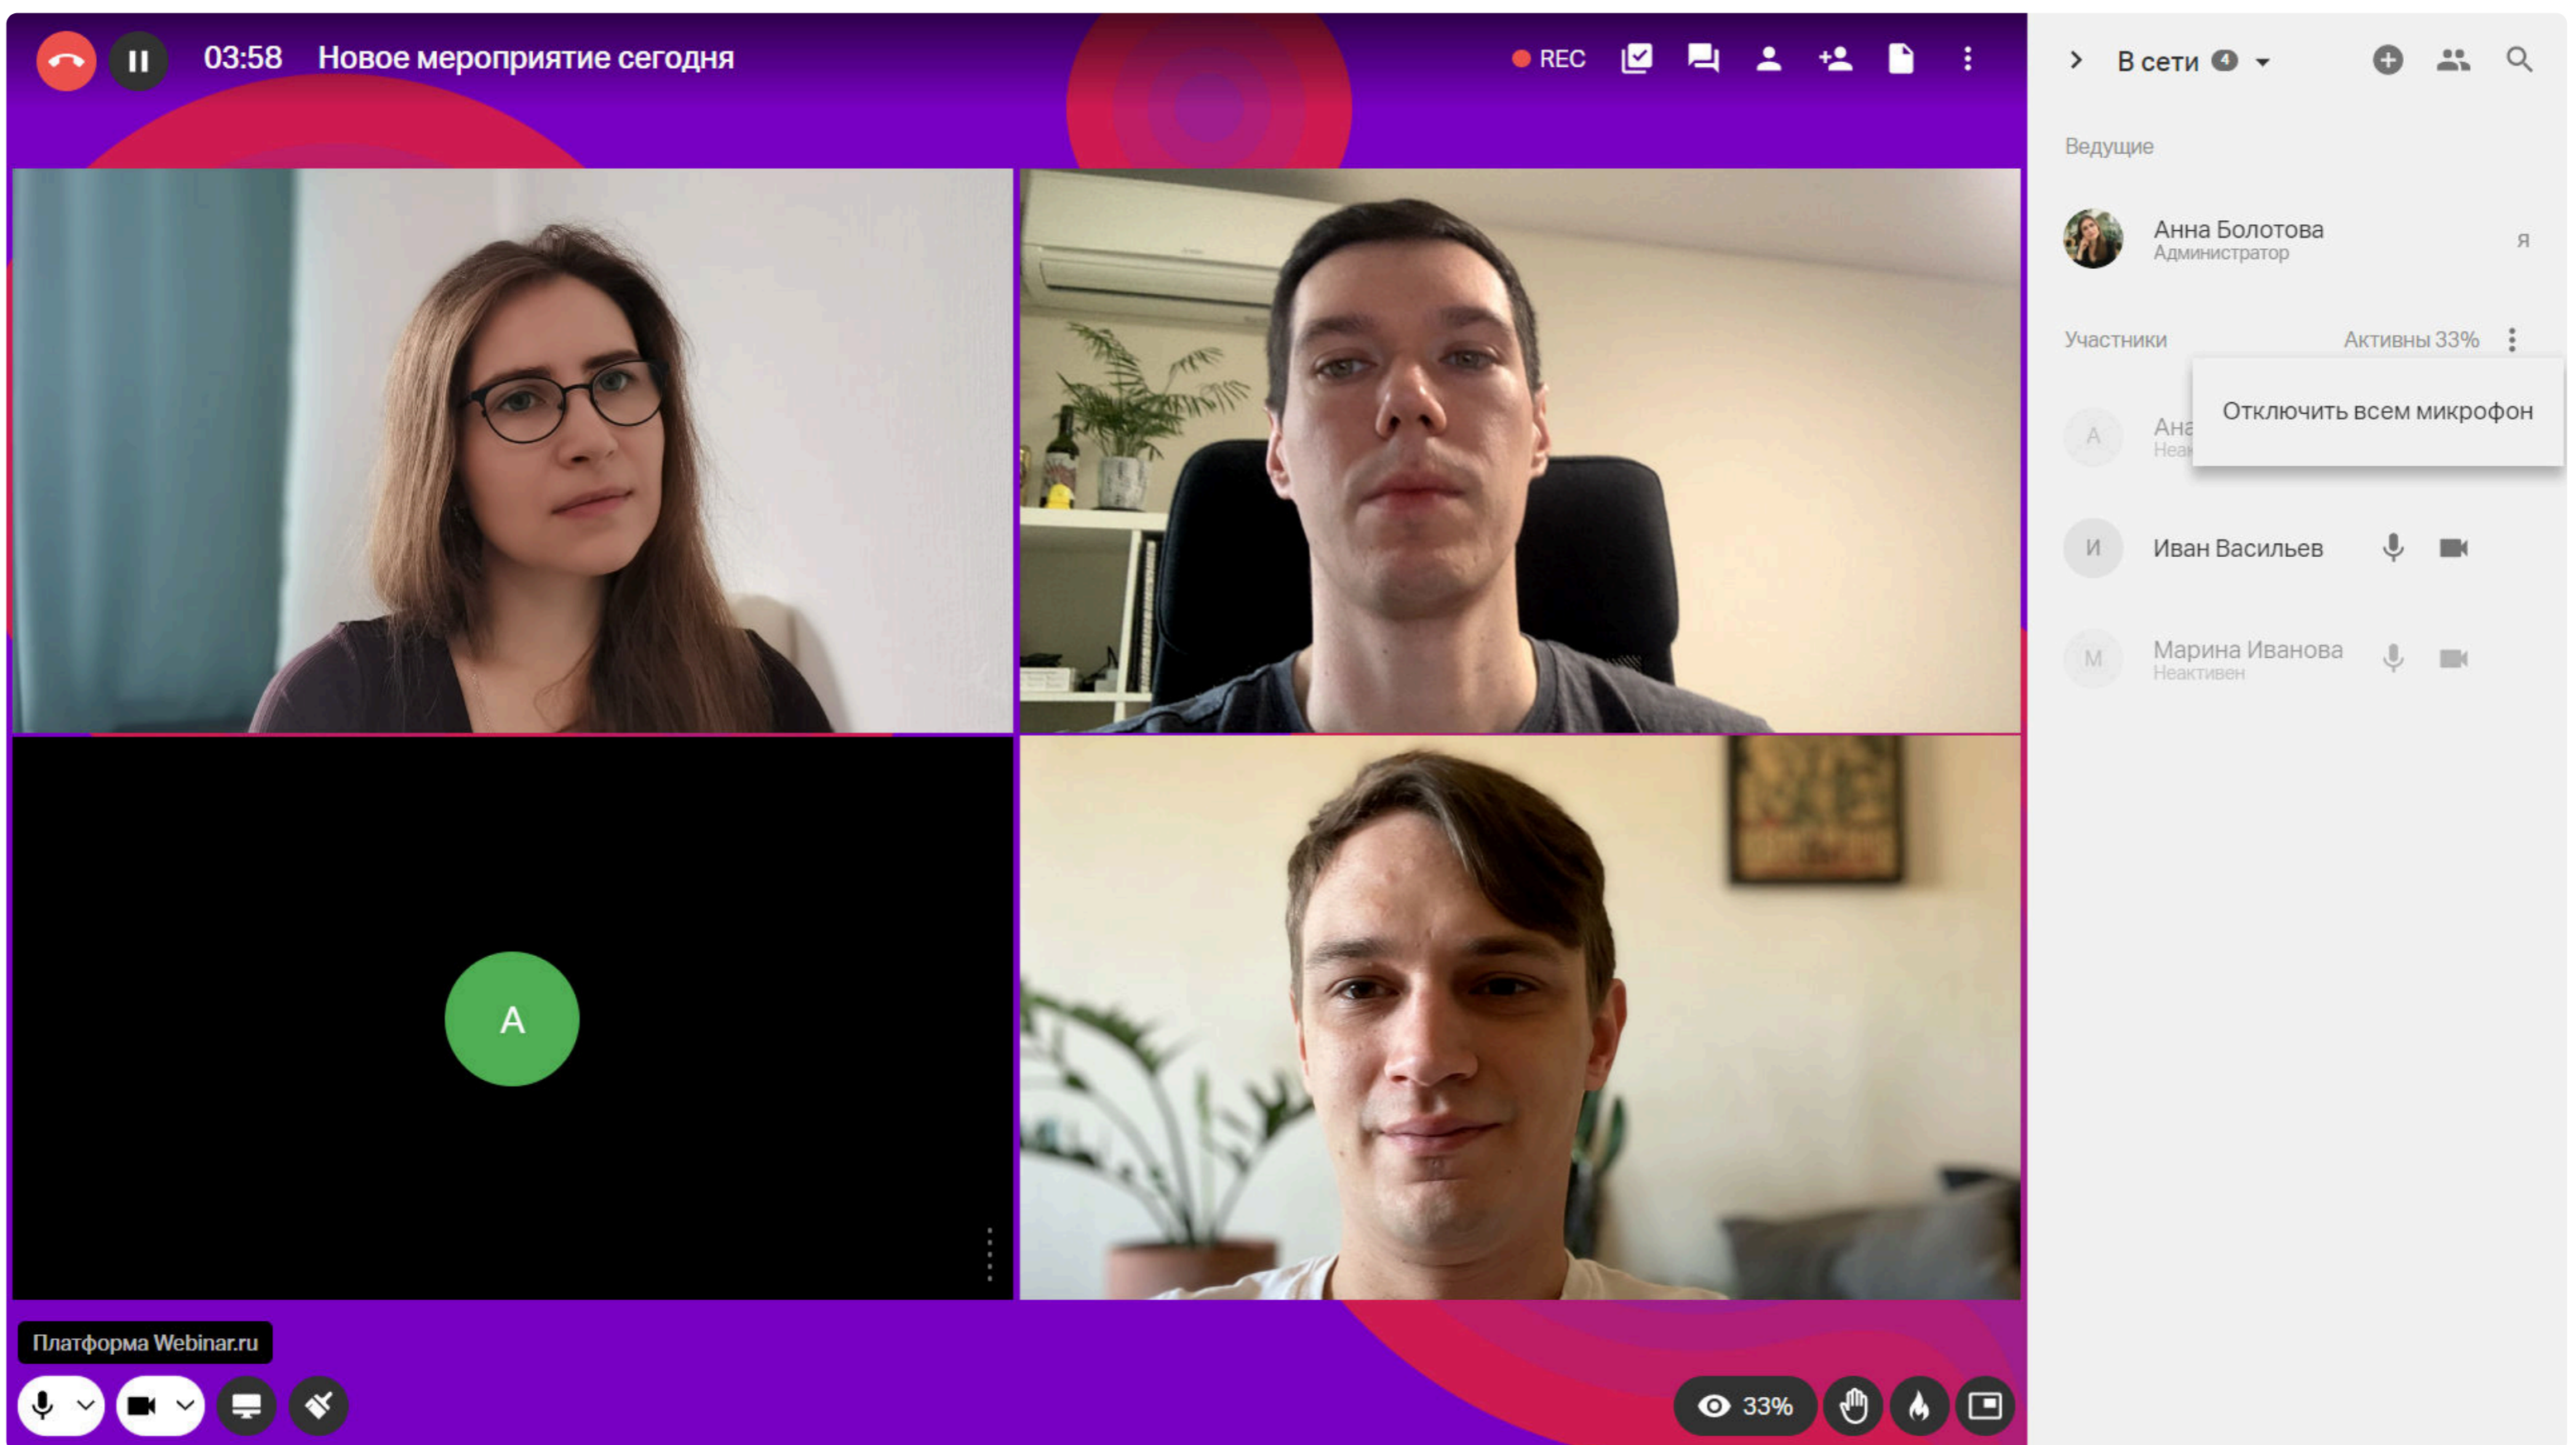 03:58 Новое мероприятие сегодня
REC
В сети 4
Ведущие
Анна Болотова
Администратор
я
Участники
Активны 33%
Отключить всем микрофон
А
И
Иван Васильев
М
Марина Иванова
Неактивен
А
Платформа Webinar.ru
33%